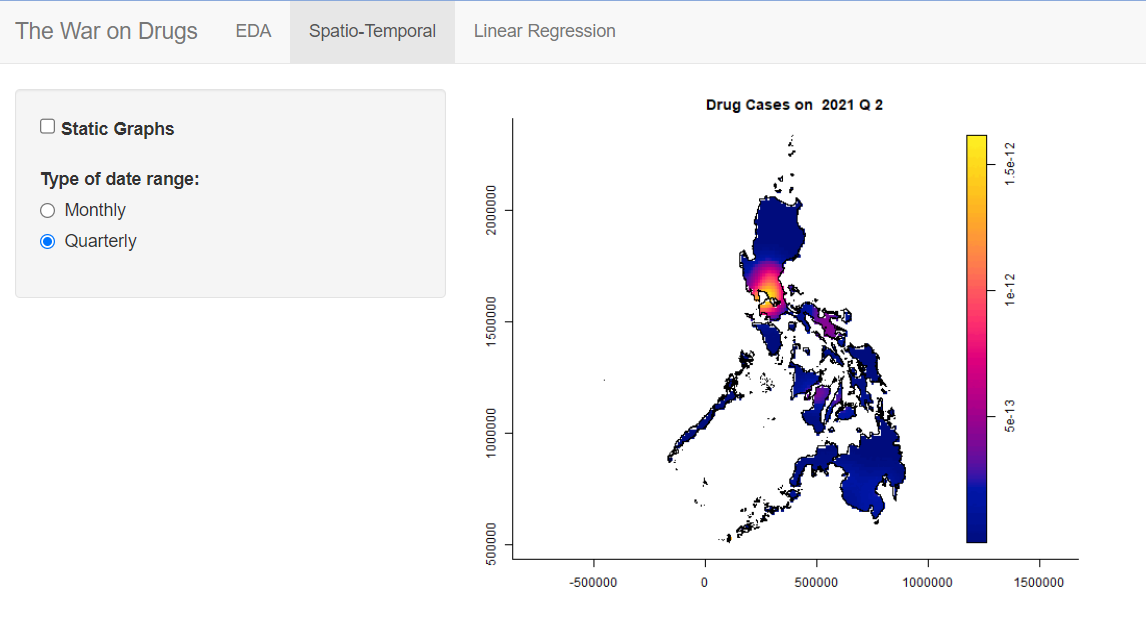 The War on Drugs EDA Spatio-Temporal Linear Regression
Static Graphs
Type of date range:
Monthly
Quarterly
Drug Cases on 2021 Q 2
2000000
1500000
1000000
500000
-500000 0 500000 1000000 1500000
1.5e-12
1e-12
5e-13